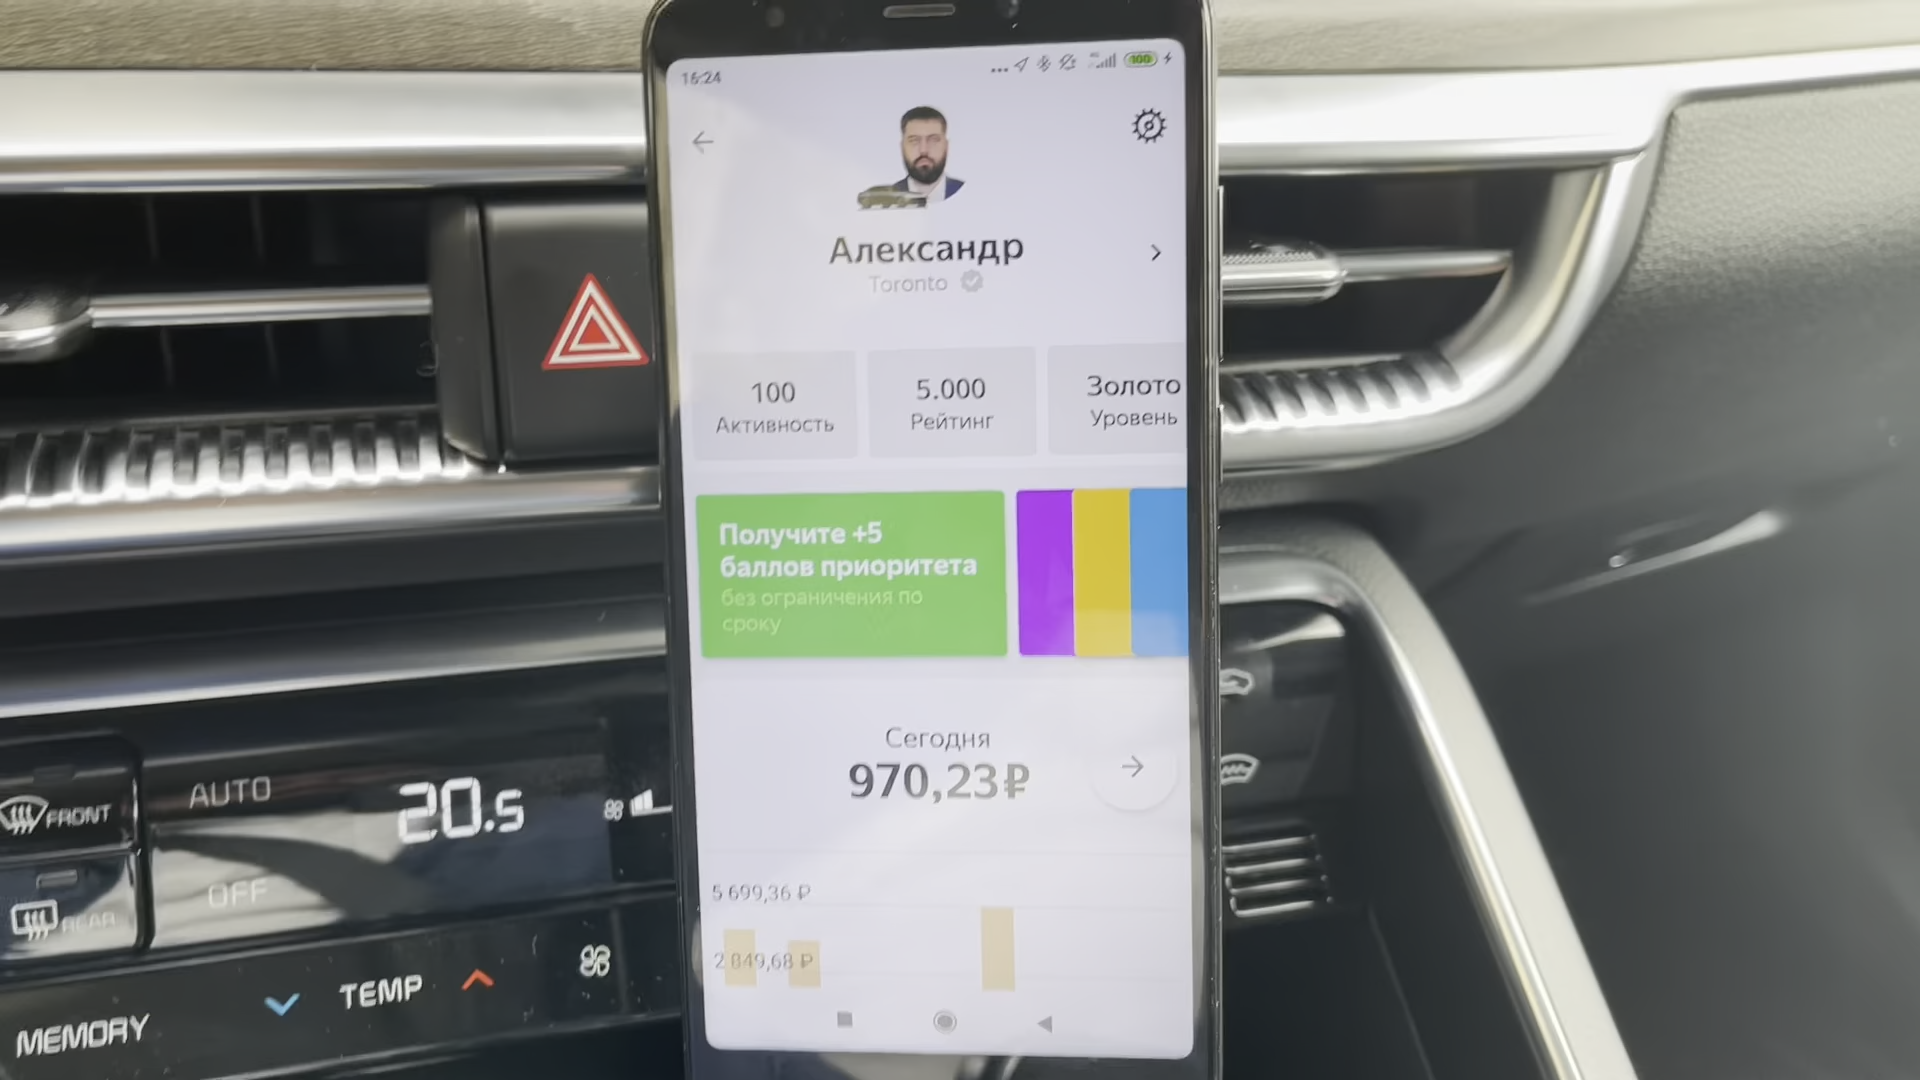 16:24
100
Александр
Toronto
100
Активность
5.000
Рейтинг
Золото
Уровень
Получите +5
баллов приоритета
без ограничения по
сроку
Сегодня
970,23₽
5 699,36 ₽
2 849,68 ₽
FRONT
AUTO
20.5
OFF
REAR
TEMP
MEMORY